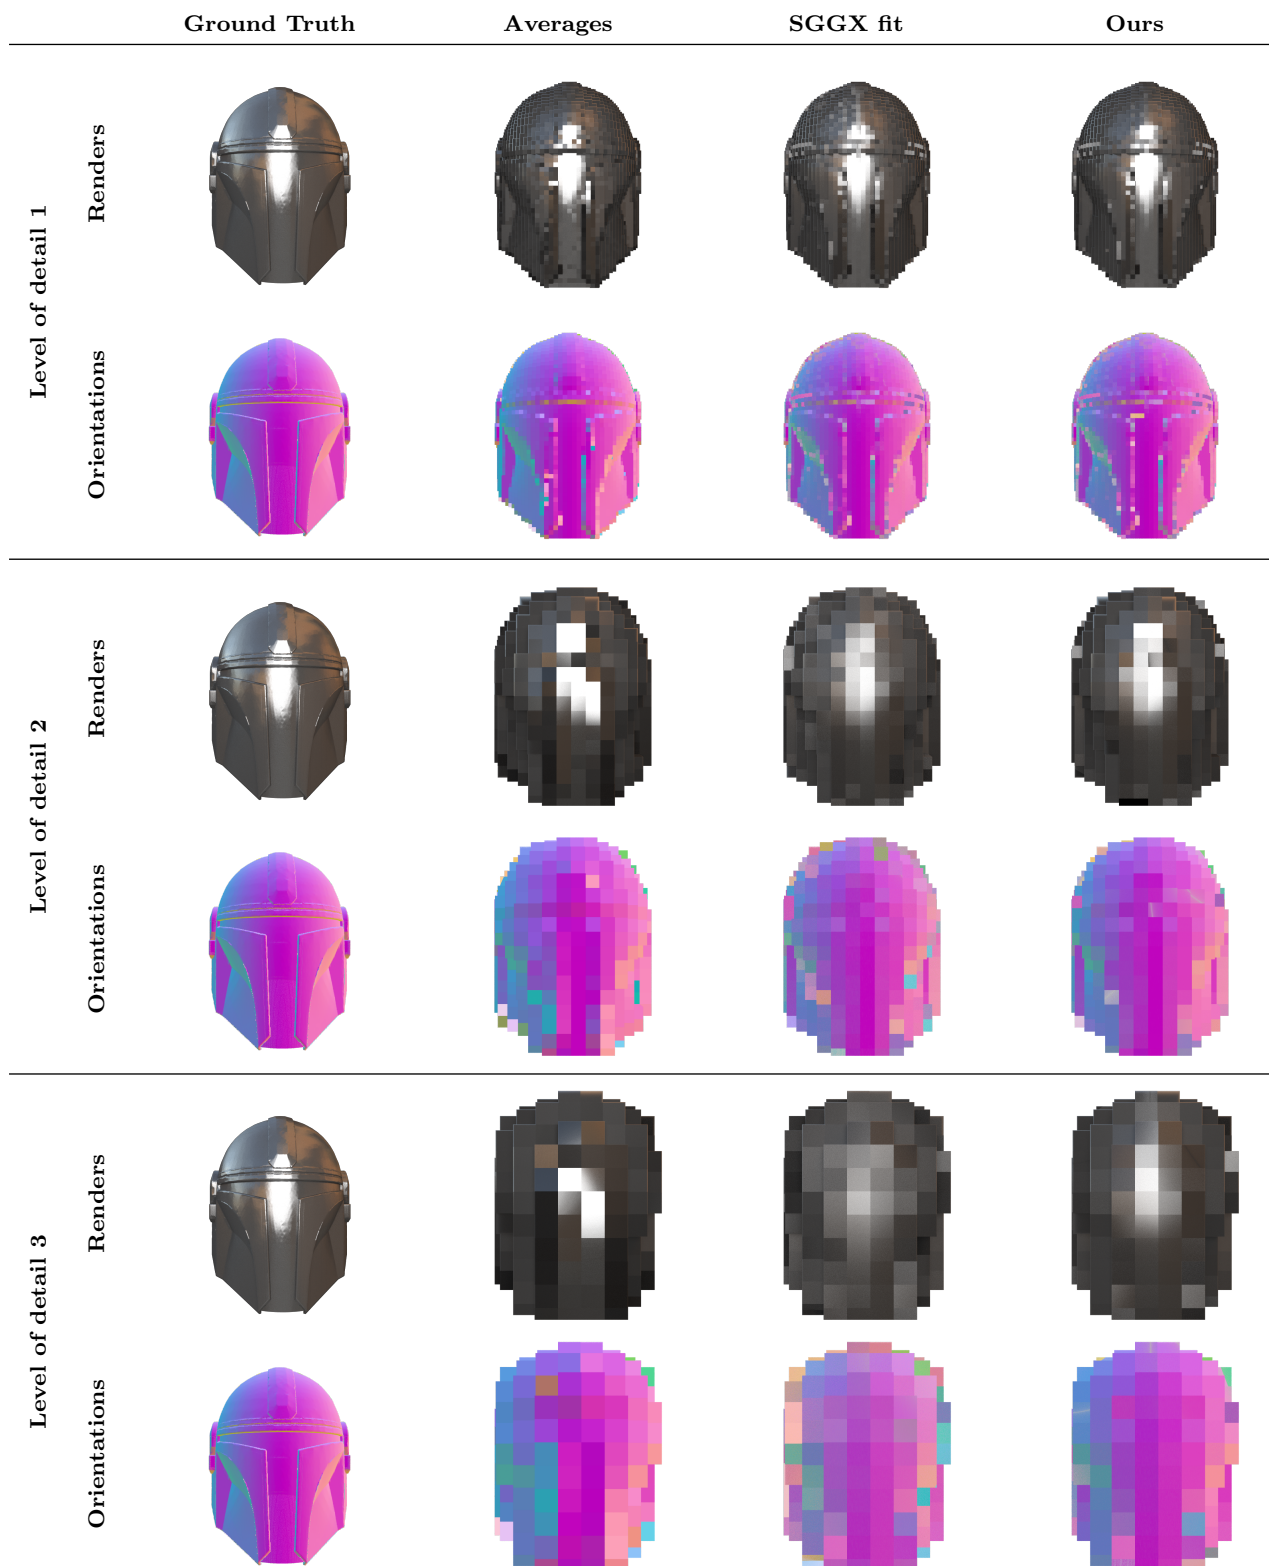 Ground Truth Averages SGGX fit Ours
Level of detail 1
Renders
Orientations
Level of detail 2
Renders
Orientations
Level of detail 3
Renders
Orientations